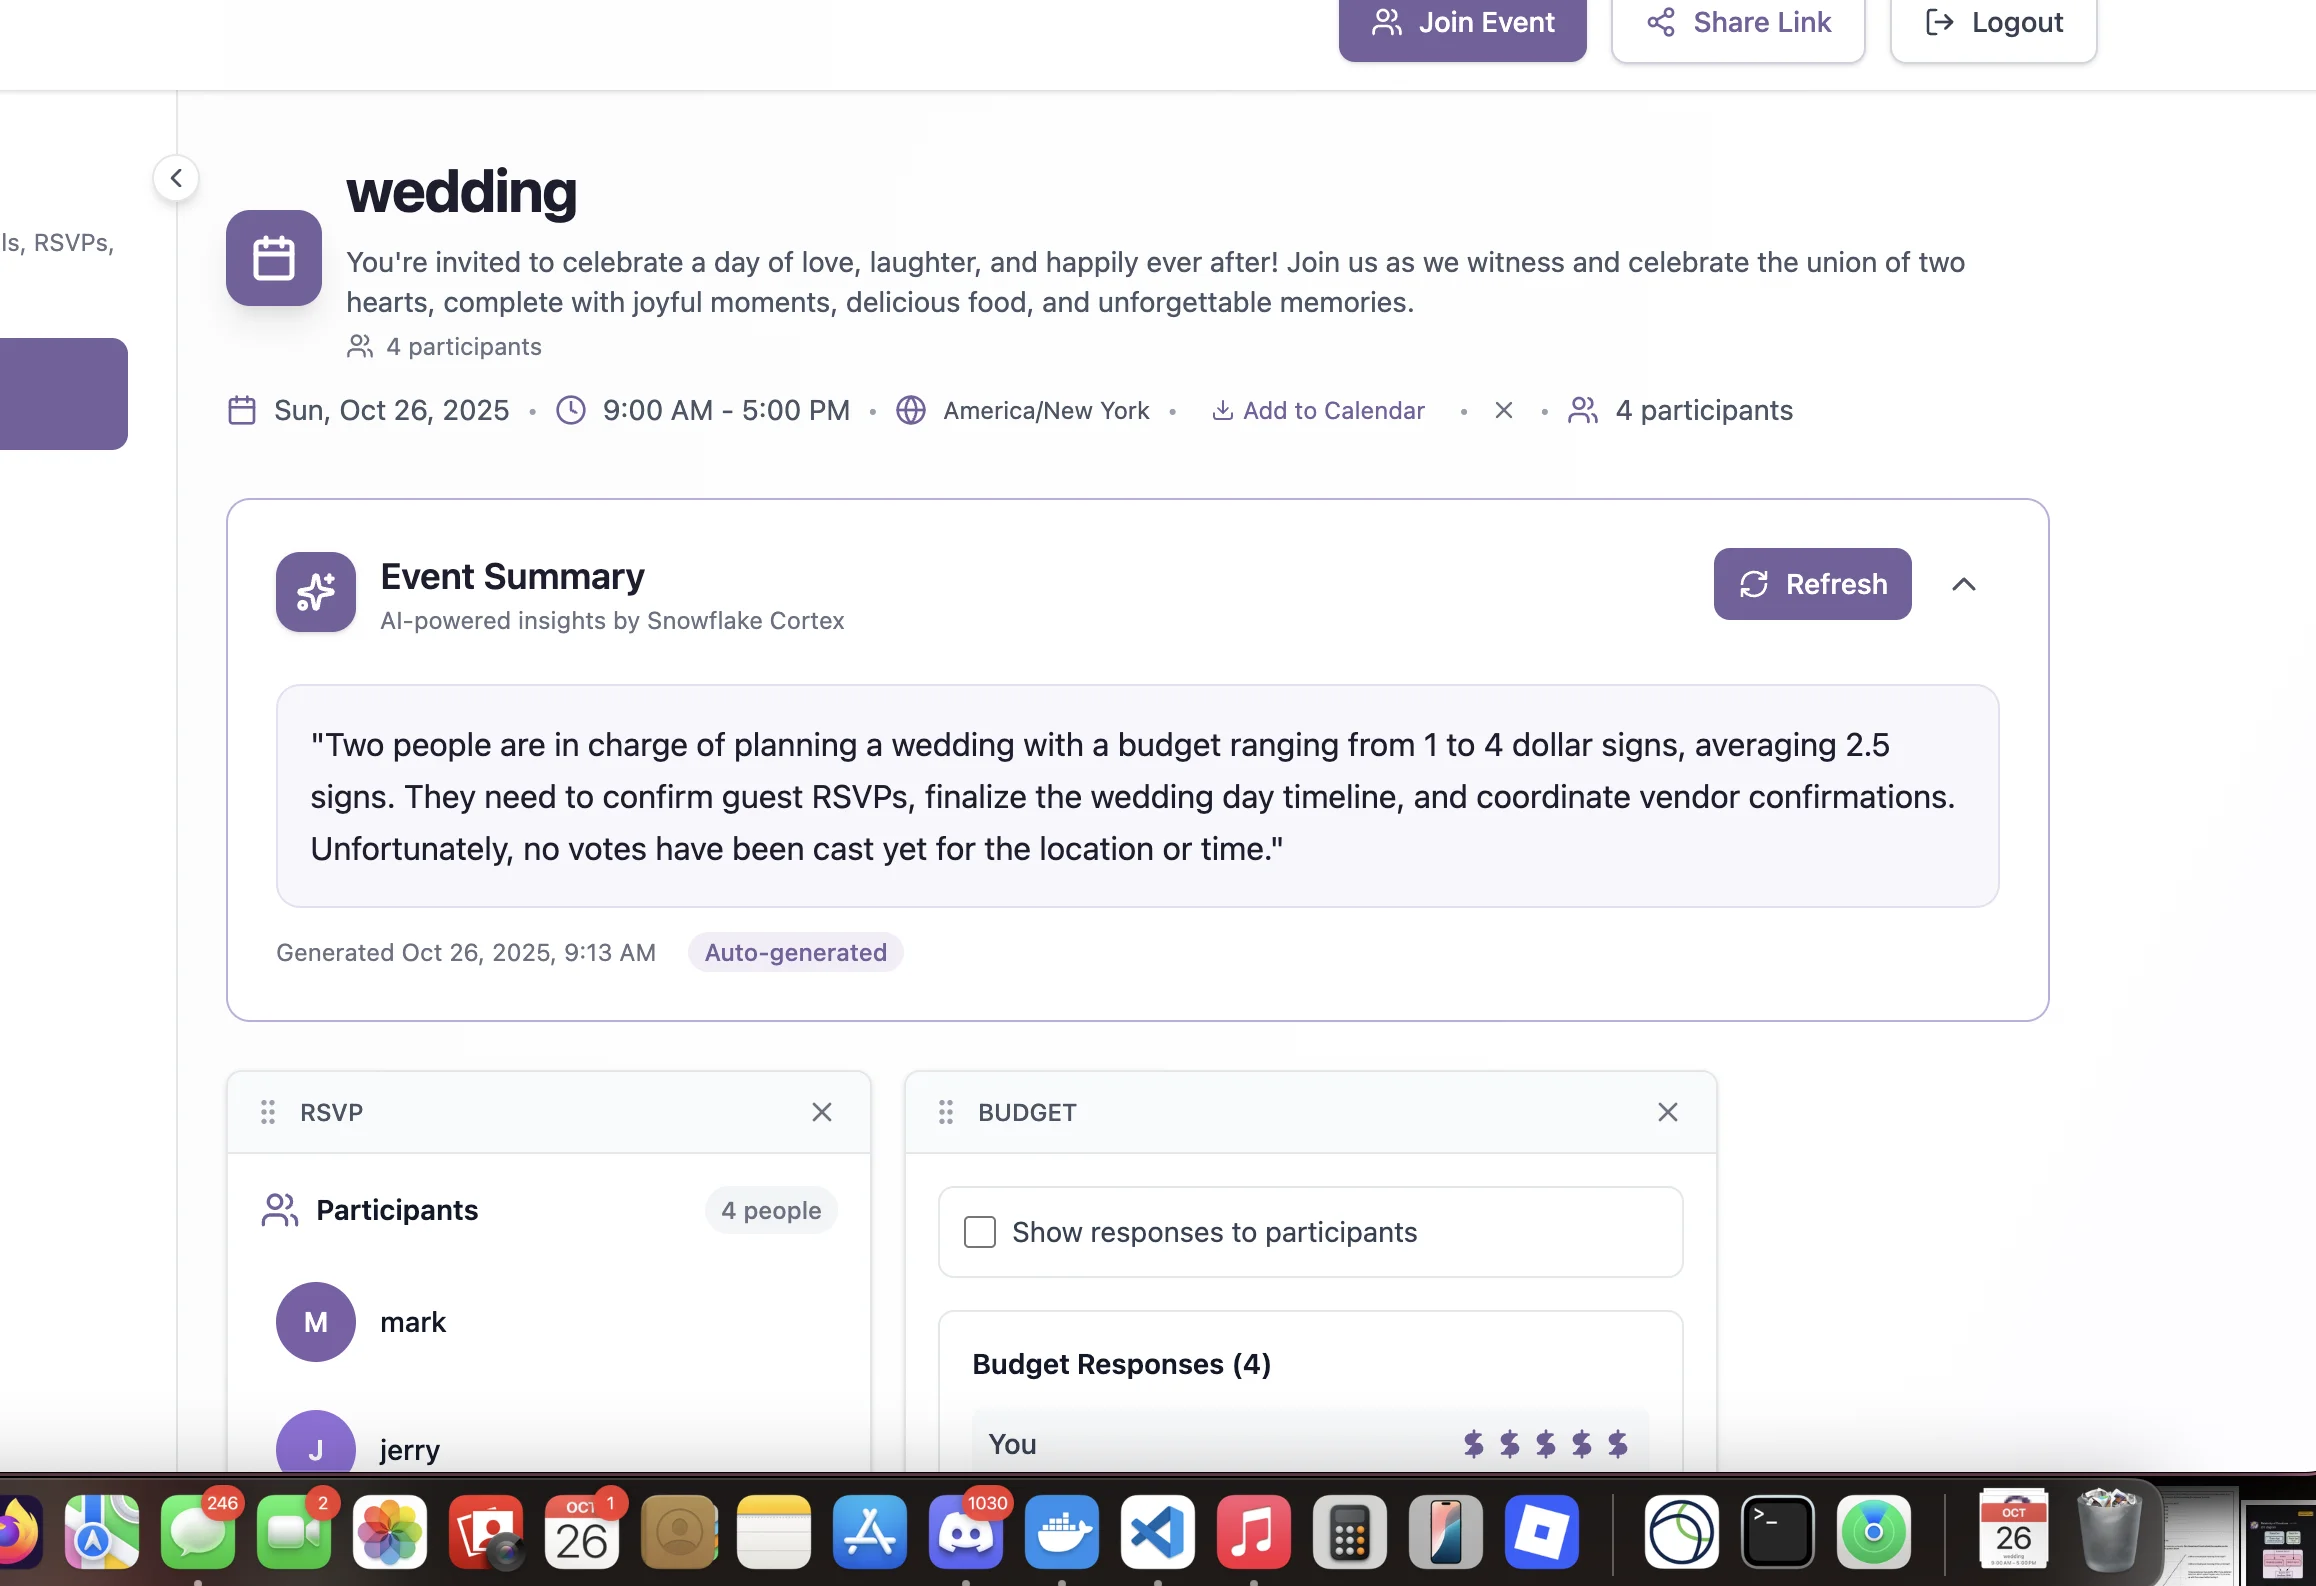 Join Event
Share Link
Logout
ls, RSVPs,
wedding
You're invited to celebrate a day of love, laughter, and happily ever after! Join us as we witness and celebrate the union of two
hearts, complete with joyful moments, delicious food, and unforgettable memories.
4 participants
Sun, Oct 26, 2025 • 9:00 AM - 5:00 PM • America/New York • Add to Calendar • • 4 participants
Event Summary
AI-powered insights by Snowflake Cortex
Refresh
"Two people are in charge of planning a wedding with a budget ranging from 1 to 4 dollar signs, averaging 2.5
signs. They need to confirm guest RSVPs, finalize the wedding day timeline, and coordinate vendor confirmations.
Unfortunately, no votes have been cast yet for the location or time."
Generated Oct 26, 2025, 9:13 AM
Auto-generated
RSVP
Participants
4 people
M
mark
J
jerry
BUDGET
Show responses to participants
Budget Responses (4)
You
$ $ $ $ $
246
2
OCT
1
26
1030
>_
OCT
26
wedding
9:00 AM - 5:00 PM